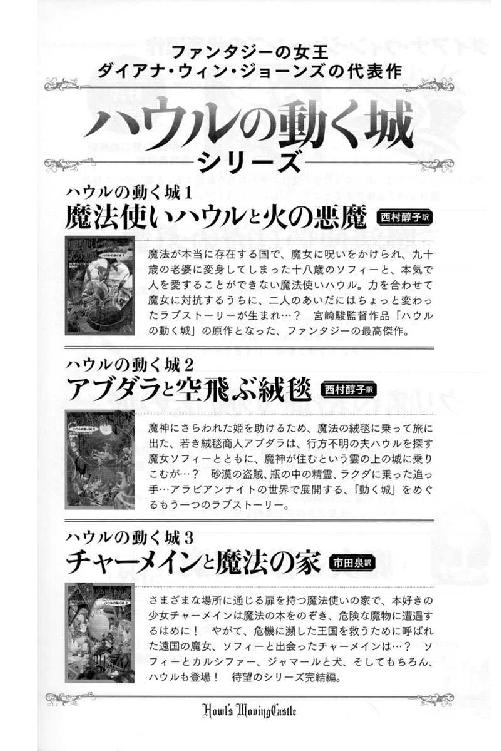 ファンタジーの女王
ダイアナ・ウィン・ジョーンズの代表作
ハウルの動く城
シリーズ
ハウルの動く城1
魔法使いハウルと火の悪魔 西村醇子訳
魔法が本当に存在する国で、魔女に呪いをかけられ、九十
歳の老婆に変身してしまった十八歳のソフィーと、本気で
人を愛することができない魔法使いハウル。力を合わせて
魔女に対抗するうちに、二人のあいだにはちょっと変わっ
たラブストーリーが生まれ…? 宮崎駿監督作品「ハウル
の動く城」の原作となった、ファンタジーの最高傑作。
ハウルの動く城2
アブダラと空飛ぶ絨毯 西村醇子訳
魔神にさらわれた姫を助けるため、魔法の絨毯に乗って旅に
出た、若き絨毯商人アブダラは、行方不明の夫ハウルを探す
魔女ソフィーとともに、魔神が住むという雲の上の城に乗り
こむが…? 砂漠の盗賊、瓶の中の精霊、ラクダに乗った追っ
手…アラビアンナイトの世界で展開する、「動く城」をめぐ
るもう一つのラブストーリー。
ハウルの動く城3
チャーメインと魔法の家 市田泉訳
さまざまな場所に通じる扉を持つ魔法使いの家で、本好きの
少女チャーメインは魔法の本をのぞき、危険な魔物に遭遇す
るはめに! やがて、危機に瀕した王国を救うために呼ばれ
た遠国の魔女、ソフィーと出会ったチャーメインは…? ソ
フィーとカルシファー、ジャマールと犬、そしてもちろん、
ハウルも登場! 待望のシリーズ完結編。
Howl's Moving Castle